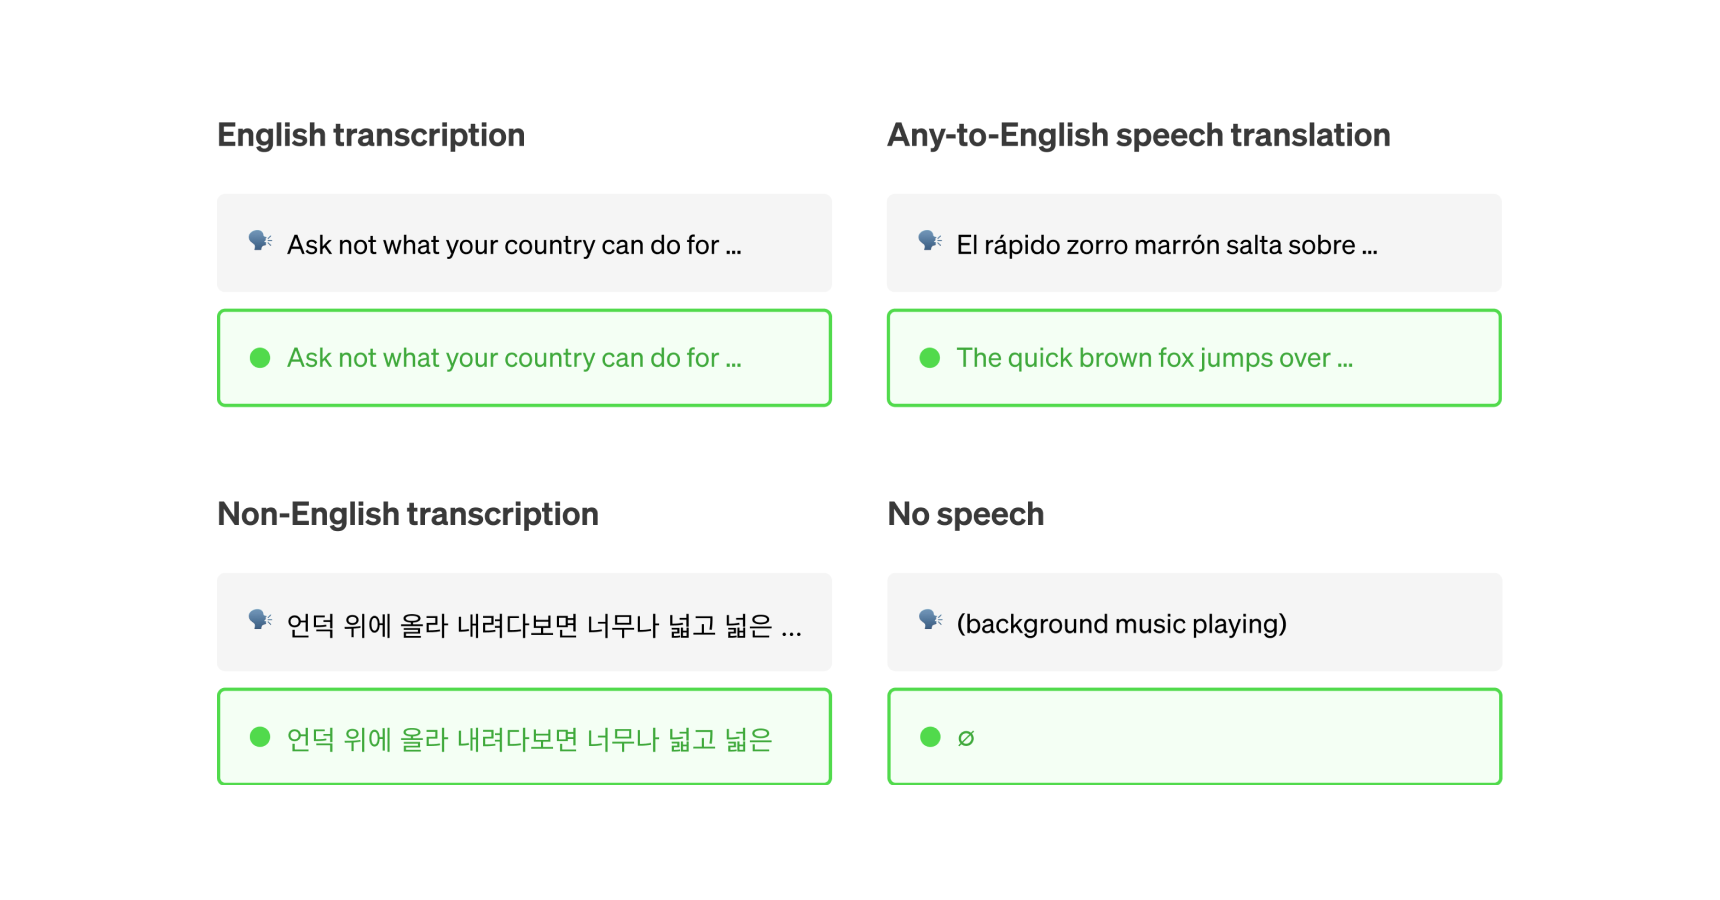 English transcription
Ask not what your country can do for ...
Ask not what your country can do for ...
Any-to-English speech translation
El rápido zorro marrón salta sobre ...
The quick brown fox jumps over ...
Non-English transcription
언덕 위에 올라 내려다보면 너무나 넓고 넓은 ...
언덕 위에 올라 내려다보면 너무나 넓고 넓은
No speech
(background music playing)
∅